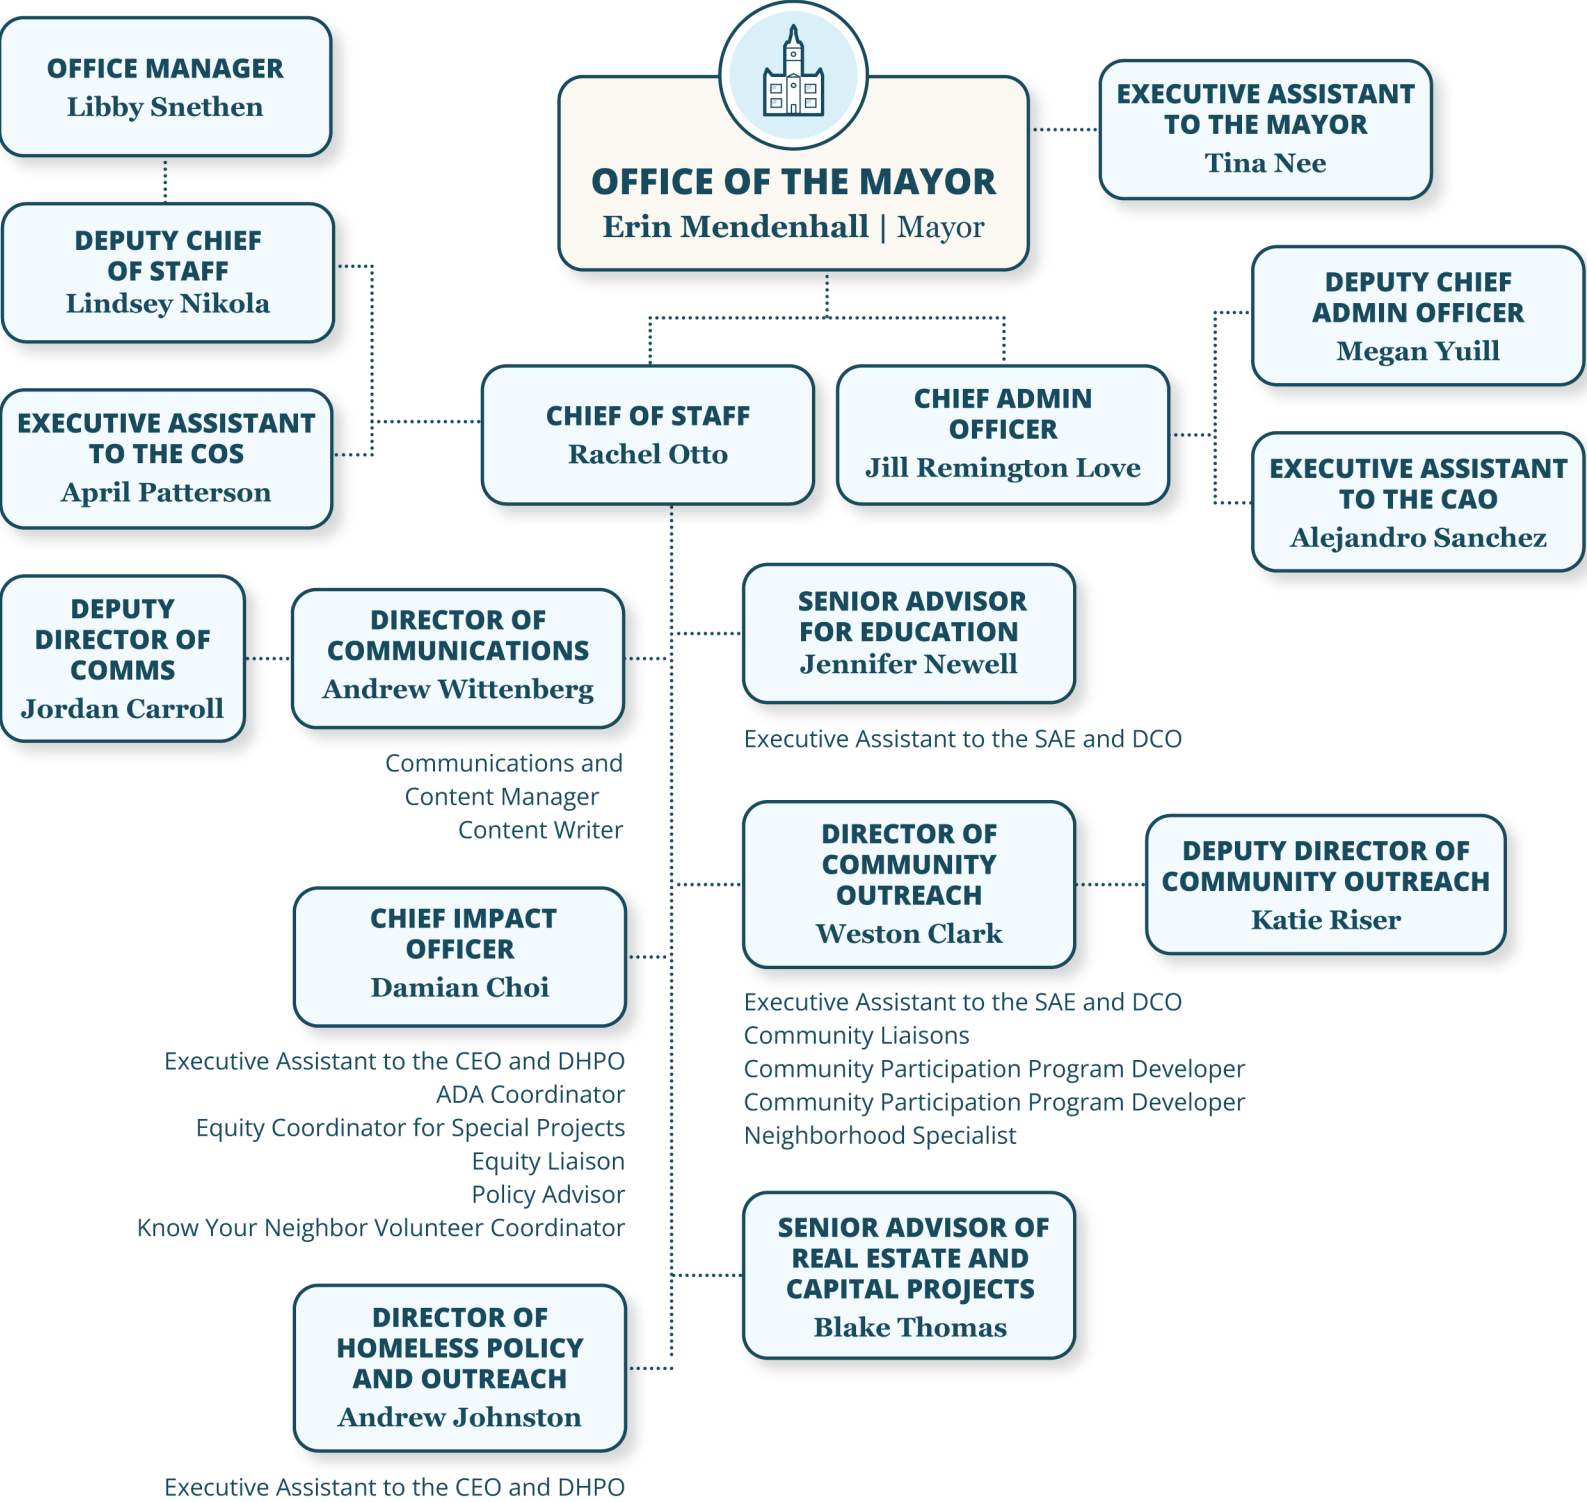 OFFICE MANAGER
Libby Snethen
OFFICE OF THE MAYOR
Erin Mendenhall | Mayor
EXECUTIVE ASSISTANT
TO THE MAYOR
Tina Nee
DEPUTY CHIEF
OF STAFF
Lindsey Nikola
DEPUTY CHIEF
ADMIN OFFICER
Megan Yuill
EXECUTIVE ASSISTANT
TO THE COS
April Patterson
CHIEF OF STAFF
Rachel Otto
CHIEF ADMIN
OFFICER
Jill Remington Love
EXECUTIVE ASSISTANT
TO THE CAO
Alejandro Sanchez
DEPUTY
DIRECTOR OF
COMMS
Jordan Carroll
DIRECTOR OF
COMMUNICATIONS
Andrew Wittenberg
Communications and
Content Manager
Content Writer
SENIOR ADVISOR
FOR EDUCATION
Jennifer Newell
Executive Assistant to the SAE and DCO
DIRECTOR OF
COMMUNITY
OUTREACH
Weston Clark
DEPUTY DIRECTOR OF
COMMUNITY OUTREACH
Katie Riser
Executive Assistant to the SAE and DCO
Community Liaisons
Community Participation Program Developer
Community Participation Program Developer
Neighborhood Specialist
CHIEF IMPACT
OFFICER
Damian Choi
Executive Assistant to the CEO and DHPO
ADA Coordinator
Equity Coordinator for Special Projects
Equity Liaison
Policy Advisor
Know Your Neighbor Volunteer Coordinator
SENIOR ADVISOR OF
REAL ESTATE AND
CAPITAL PROJECTS
Blake Thomas
DIRECTOR OF
HOMELESS POLICY
AND OUTREACH
Andrew Johnston
Executive Assistant to the CEO and DHPO